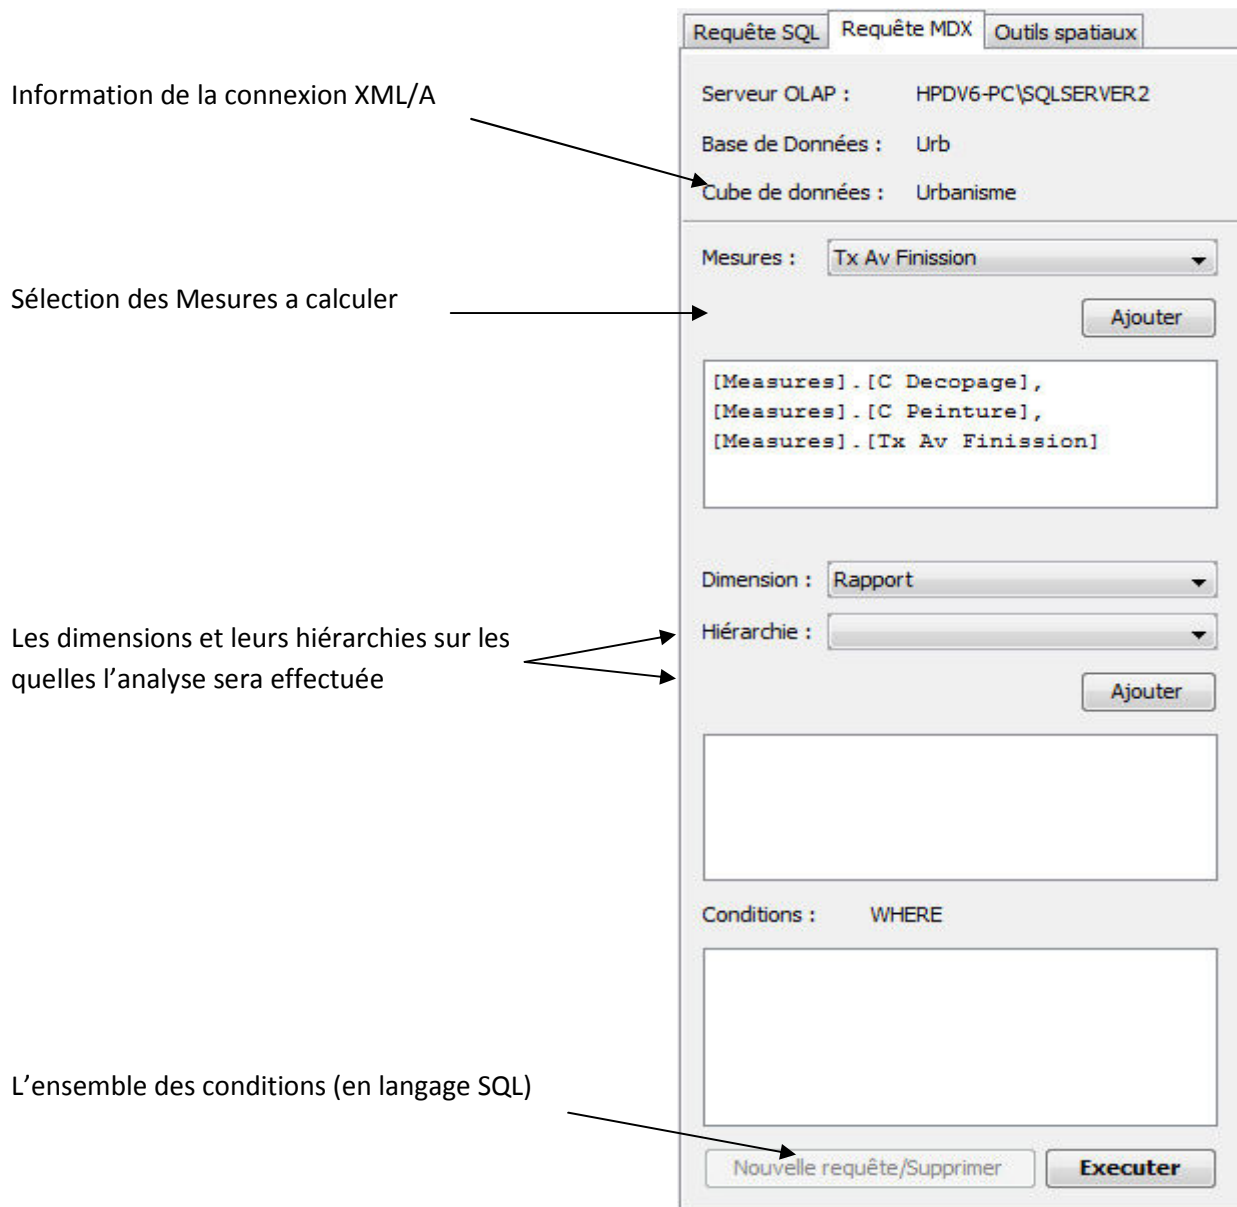 Requête SQL
Requête MDX
Outils spatiaux
Information de la connexion XML/A
Serveur OLAP : HPDV6-PC\SQLSERVER2
Base de Données : Urb
Cube de données : Urbanisme
Mesures : Tx Av Finission
Sélection des Mesures a calculer
Ajouter
[Measures].[C Decopage],
[Measures].[C Peinture],
[Measures].[Tx Av Finission]
Dimension : Rapport
Hiérarchie :
Les dimensions et leurs hiérarchies sur les
quelles l’analyse sera effectuée
Ajouter
Conditions : WHERE
L’ensemble des conditions (en langage SQL)
Nouvelle requête/Supprimer
Executer